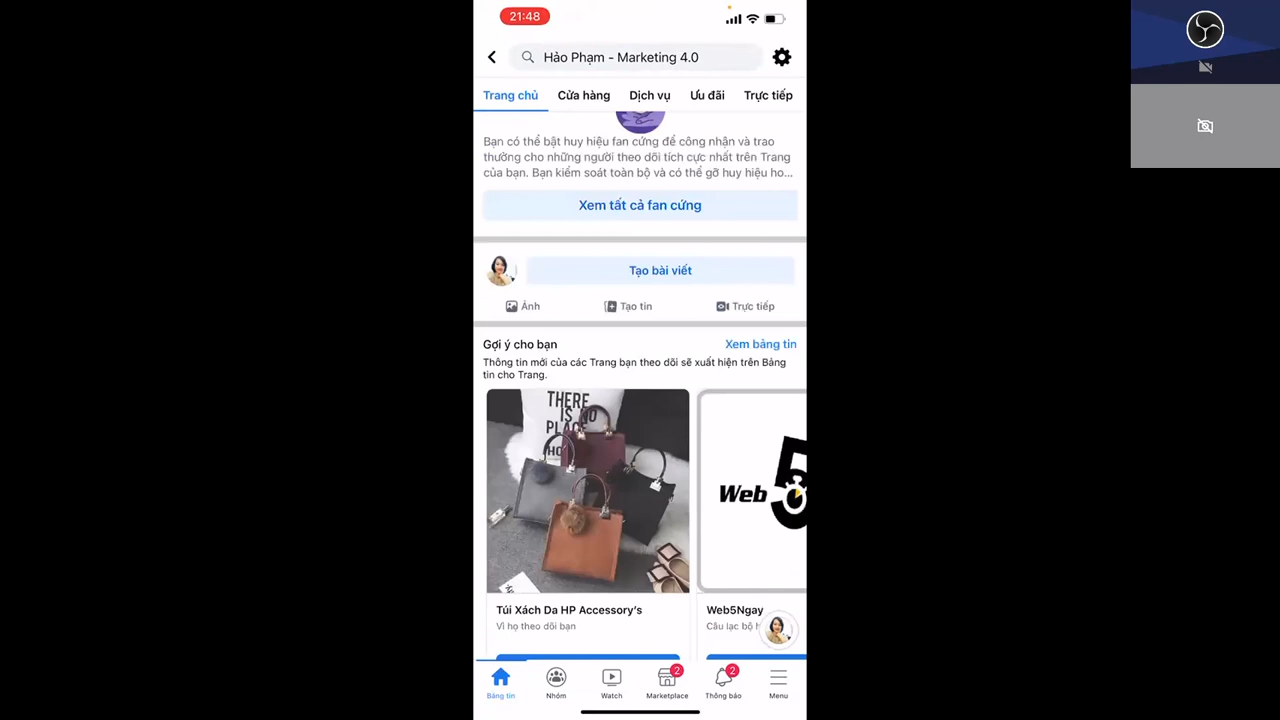 21:48
Hảo Phạm - Marketing 4.0
Trang chủ
Cửa hàng
Dịch vụ
Ưu đãi
Trực tiếp
Bạn có thể bật huy hiệu fan cứng để công nhận và trao
thưởng cho những người theo dõi tích cực nhất trên Trang
của bạn. Bạn kiểm soát toàn bộ và có thể gỡ huy hiệu ho...
Xem tất cả fan cứng
Tạo bài viết
Ảnh
Tạo tin
Trực tiếp
Gợi ý cho bạn
Xem bảng tin
Thông tin mới của các Trang bạn theo dõi sẽ xuất hiện trên Bảng
tin cho Trang.
THERE
IS NO
PLACE
Web 5
Túi Xách Da HP Accessory's
Vì họ theo dõi bạn
Web5Ngay
Câu lạc bộ
2
2
Bảng tin
Nhóm
Watch
Marketplace
Thông báo
Menu